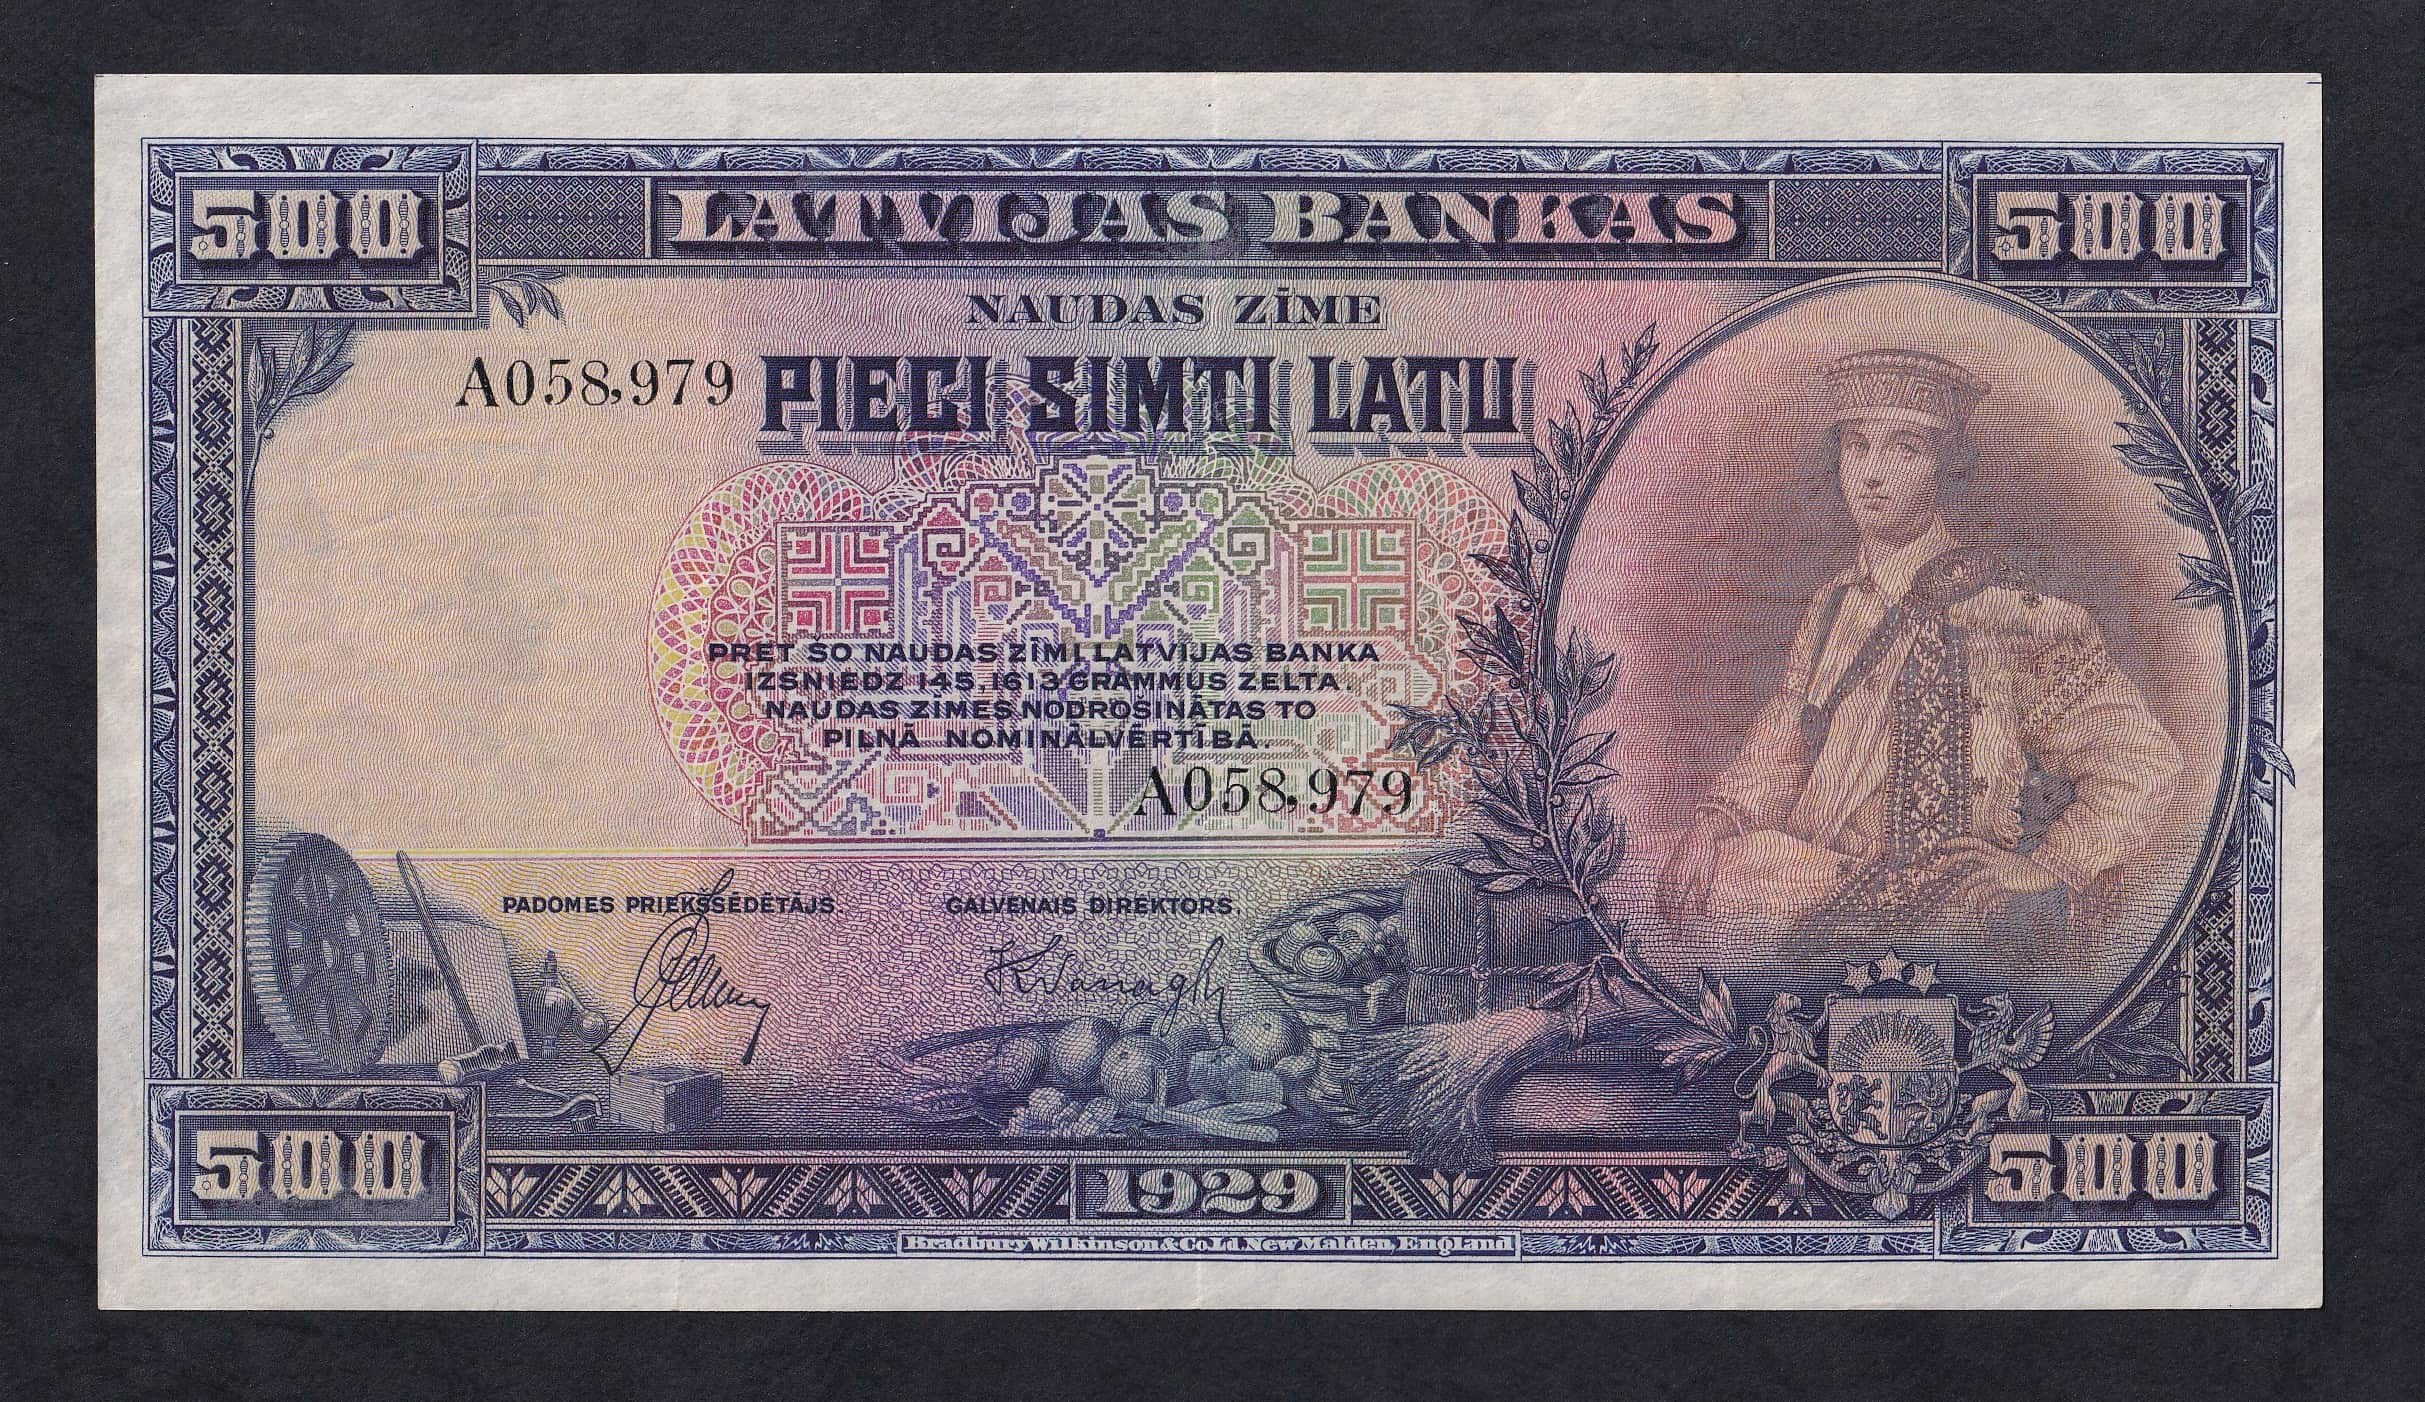 500 LATVIJAS BANKAS 500
NAUDAS ZĪME
A058,979 PIECI SIMTI LATU
PRET ŠO NAUDAS ZĪMI LATVIJAS BANKA
IZSNIEDZ 145,1613 GRAMMUS ZELTA.
NAUDAS ZĪMES NODROŠINĀTAS TO
PILNĀ NOMINĀLVĒRTĪBĀ.
A058,979
PADOMES PRIEKŠSĒDĒTĀJS. GALVENAIS DIREKTORS.
500 1929 500
Bradbury Wilkinson & Co. Ld. New Malden, England